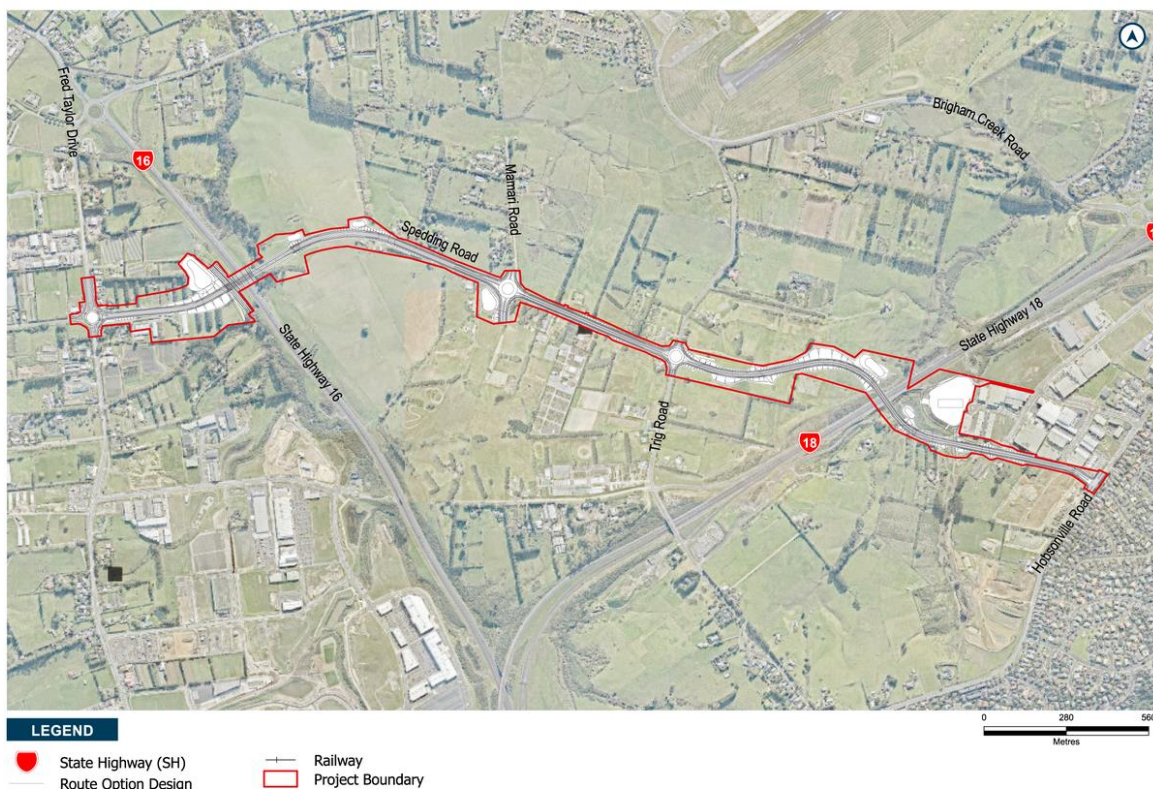 Fred Taylor Drive
16
Mamari Road
Brigham Creek Road
Spedding Road
State Highway 16
State Highway 18
Trig Road
18
Hobsonville Road
0 280 560
Metres
LEGEND
State Highway (SH)
Route Option Design
Railway
Project Boundary